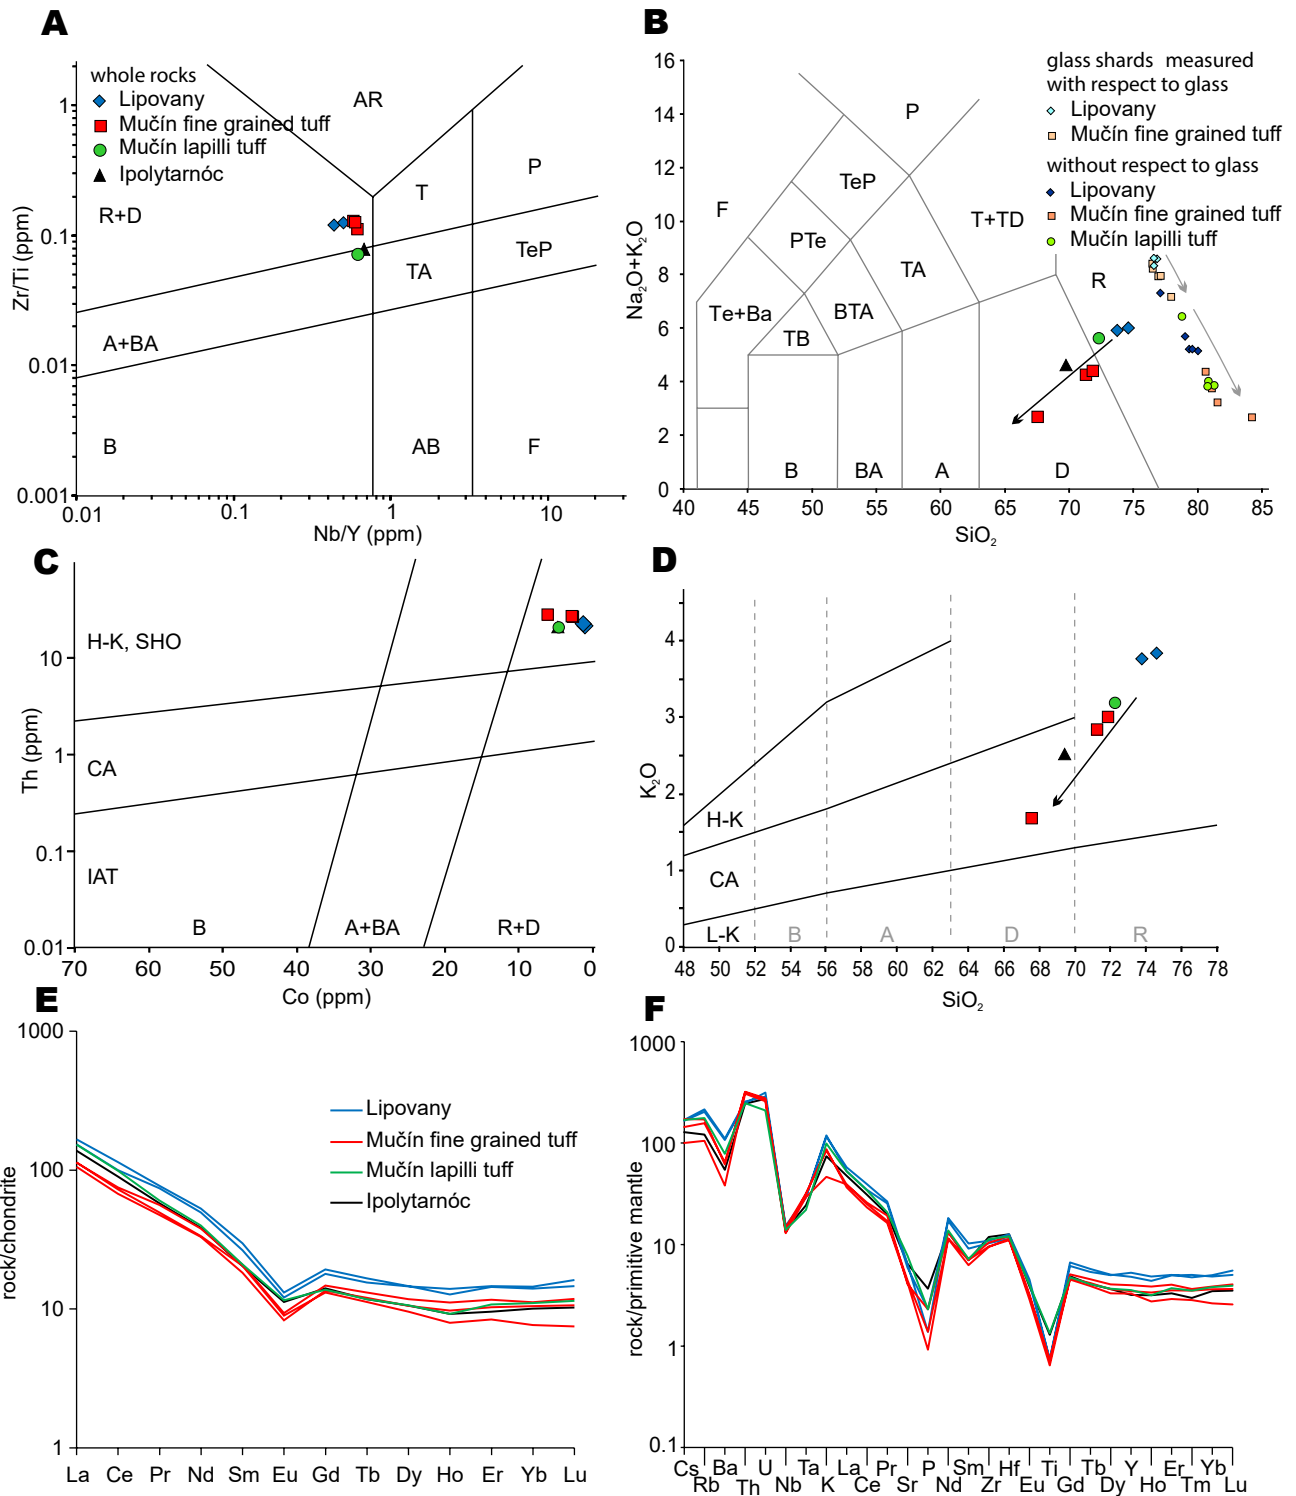 A
whole rocks
Lipovany
Mučín fine grained tuff
Mučín lapilli tuff
Ipolytarnóc
AR
R+D
T
P
TA
TeP
A+BA
B
AB
F
1
0.1
0.01
0.001
Zr/Ti (ppm)
0.01
0.1
1
10
Nb/Y (ppm)
B
glass shards measured
with respect to glass
Lipovany
Mučín fine grained tuff
without respect to glass
Lipovany
Mučín fine grained tuff
Mučín lapilli tuff
16
14
12
10
8
6
4
2
0
Na₂O+K₂O
P
TeP
F
PTe
T+TD
TA
R
Te+Ba
BTA
TB
B
BA
A
D
40
45
50
55
60
65
70
75
80
85
SiO₂
C
H-K, SHO
CA
IAT
B
A+BA
R+D
10
1
0.1
0.01
Th (ppm)
70
60
50
40
30
20
10
0
Co (ppm)
D
4
3
2
1
0
K₂O
H-K
CA
L-K
B
A
D
R
48
50
52
54
56
58
60
62
64
66
68
70
72
74
76
78
SiO₂
E
1000
100
10
1
rock/chondrite
Lipovany
Mučín fine grained tuff
Mučín lapilli tuff
Ipolytarnóc
La
Ce
Pr
Nd
Sm
Eu
Gd
Tb
Dy
Ho
Er
Yb
Lu
F
1000
100
10
1
0.1
rock/primitive mantle
Cs
Rb
Ba
Th
U
Nb
Ta
K
La
Ce
Pr
Sr
P
Nd
Sm
Zr
Hf
Eu
Ti
Gd
Tb
Dy
Y
Ho
Er
Tm
Yb
Lu